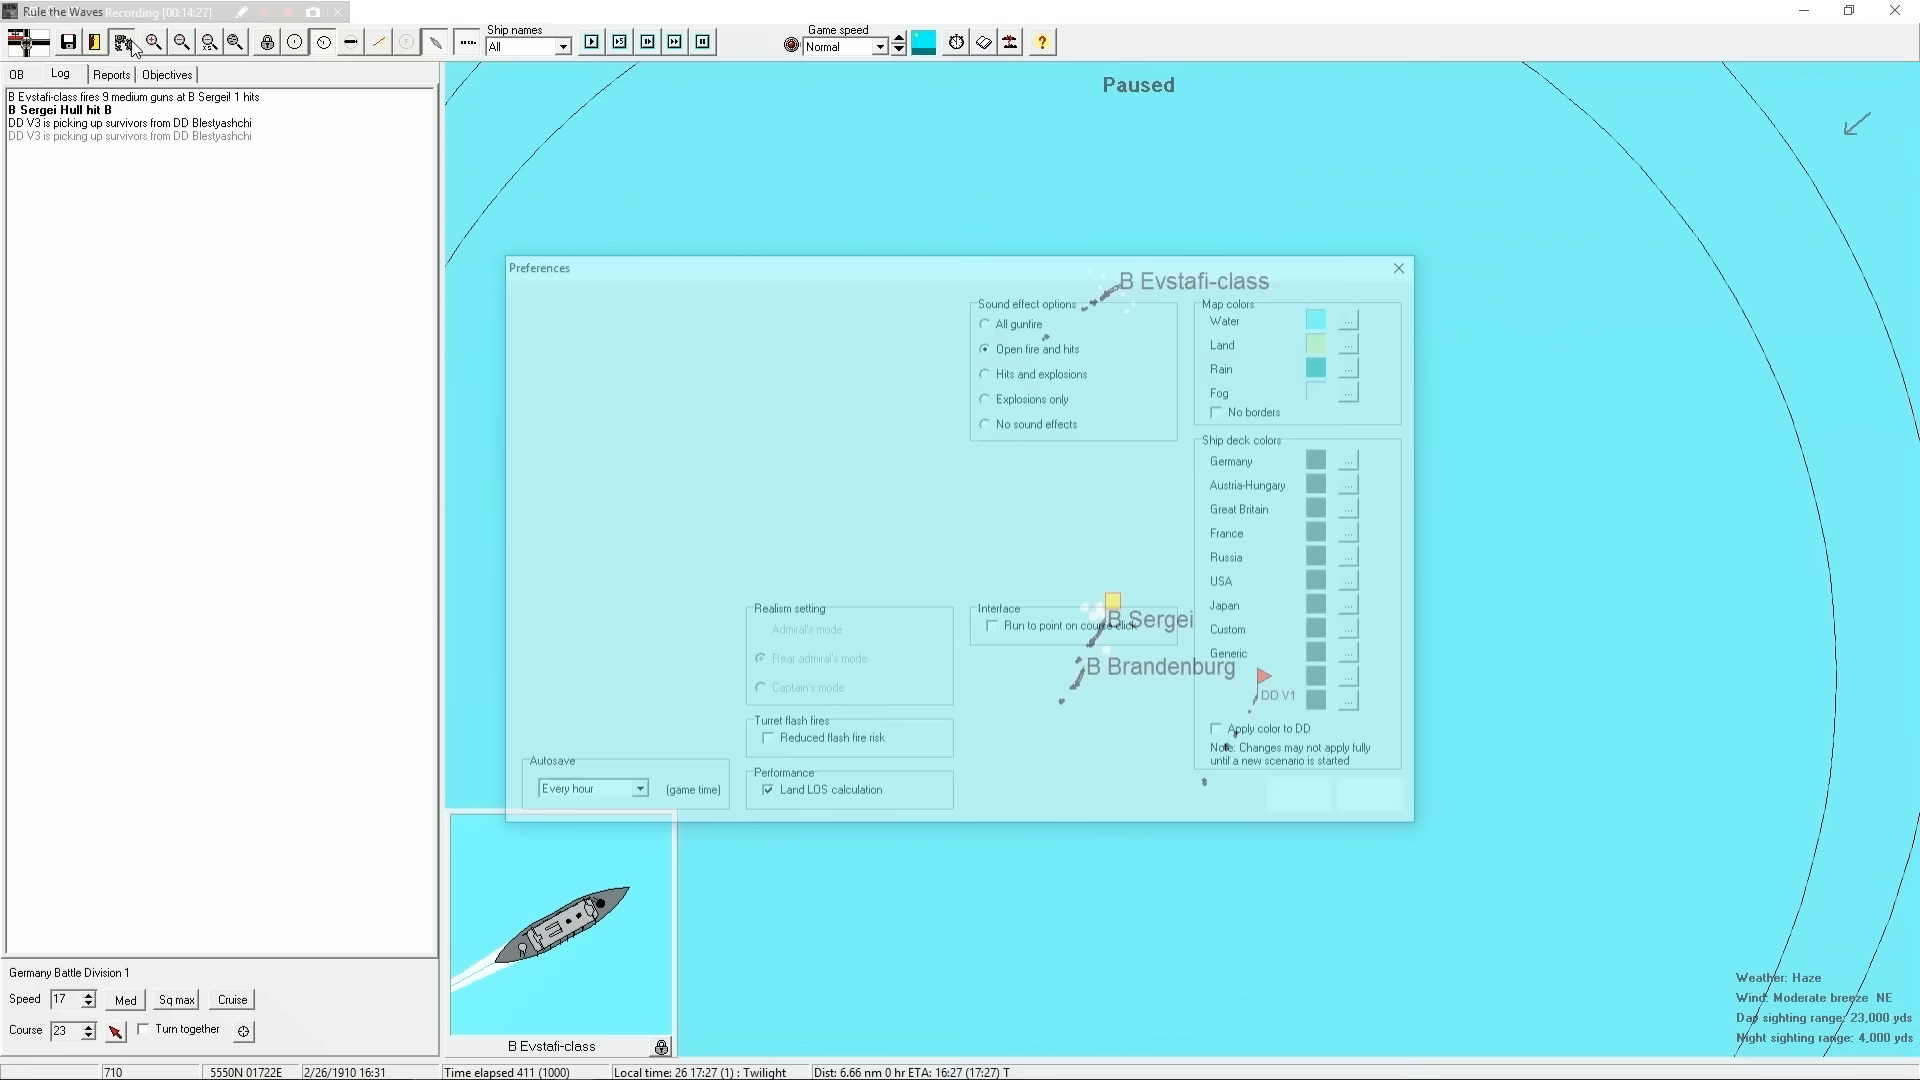 Rule the Waves
Recording [00:14:27]
Ship names
All
Game speed
Normal
OB
Log
Reports
Objectives
B Evstafi-class fires 9 medium guns at B Sergei! 1 hits
B Sergei Hull hit B
DD V3 is picking up survivors from DD Blestyashchi
DD V3 is picking up survivors from DD Blestyashchi
Paused
Preferences
B Evstafi-class
Sound effect options
All gunfire
Open fire and hits
Hits and explosions
Explosions only
No sound effects
Map colors
Water
Land
Rain
Fog
No borders
Ship deck colors
Germany
Austria-Hungary
Great Britain
France
Russia
USA
Japan
Custom
Generic
Apply color to DD
Note: Changes may not apply fully
until a new scenario is started
Realism setting
Admiral's mode
Rear admiral's mode
Captain's mode
Interface
Run to point on course click
B Sergei
B Brandenburg
DD V1
Turret flash fires
Reduced flash fire risk
Autosave
Every hour
(game time)
Performance
Land LOS calculation
B Evstafi-class
Weather: Haze
Wind: Moderate breeze NE
Day sighting range: 23,000 yds
Night sighting range: 4,000 yds
Germany Battle Division 1
Speed 17 Med Sq max Cruise
Course 23 Turn together
710 5550N 01722E 2/26/1910 16:31 Time elapsed 411 (1000) Local time: 26 17:27 (1) : Twilight Dist: 6.66 nm 0 hr ETA: 16:27 (17:27) T